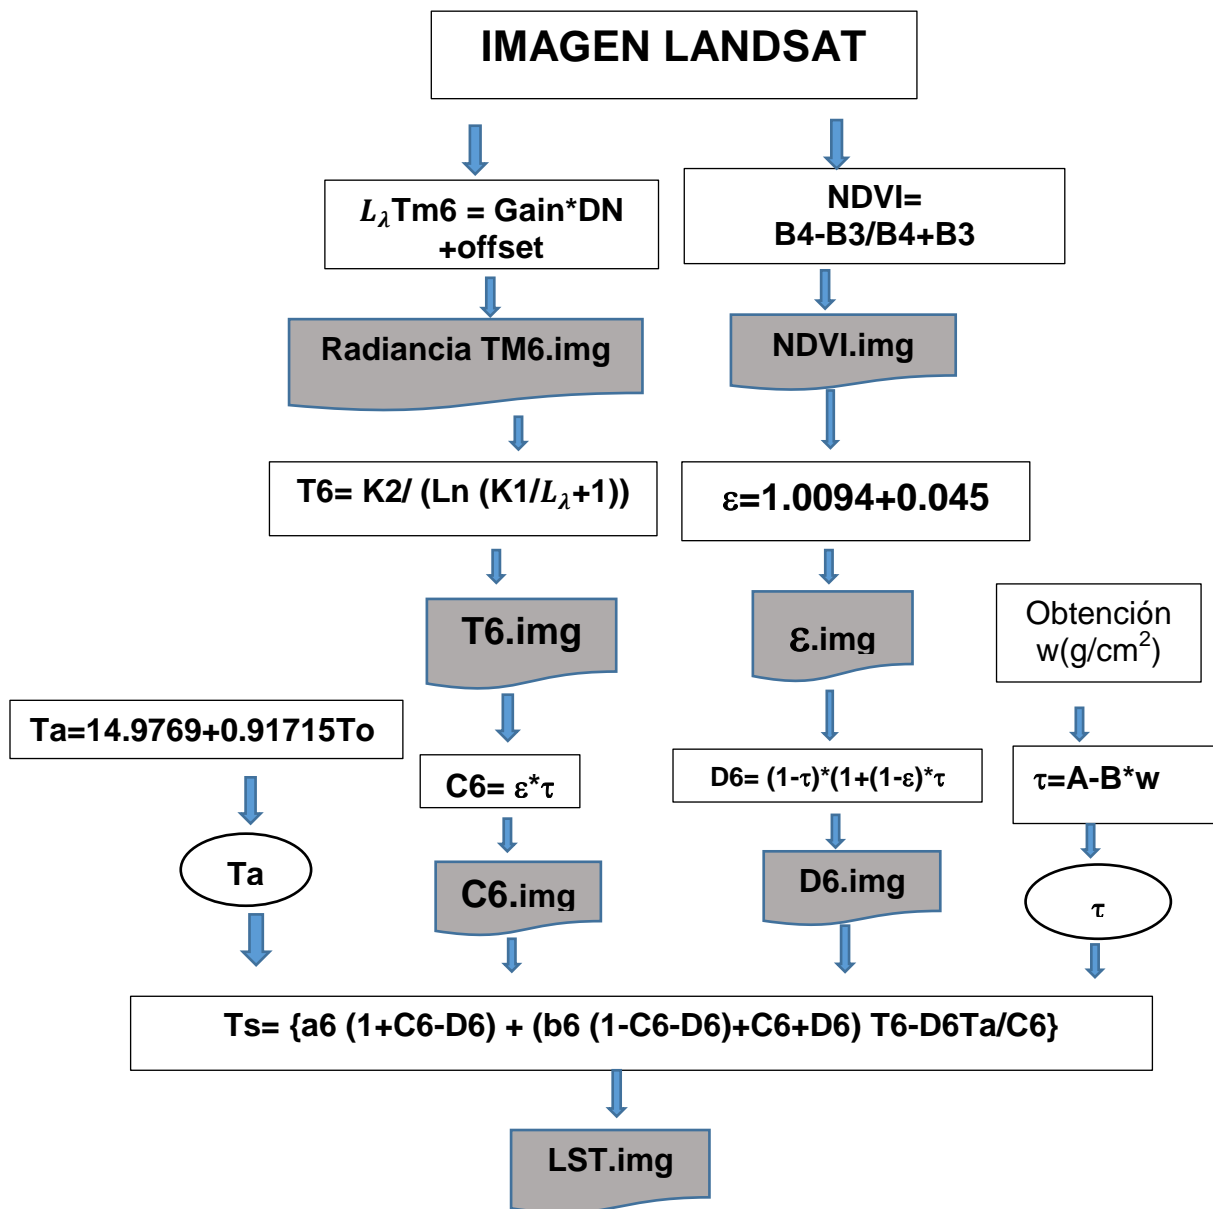 IMAGEN LANDSAT
𝐿𝜆Tm6 = Gain*DN
+offset
NDVI=
B4-B3/B4+B3
Radiancia TM6.img
NDVI.img
T6= K2/ (Ln (K1/𝐿𝜆+1))
ε=1.0094+0.045
T6.img
ε.img
Obtención
w(g/cm²)
Ta=14.9769+0.91715To
C6= ε*τ
D6= (1-τ)*(1+(1-ε)*τ
τ=A-B*w
Ta
C6.img
D6.img
τ
Ts= {a6 (1+C6-D6) + (b6 (1-C6-D6)+C6+D6) T6-D6Ta/C6}
LST.img